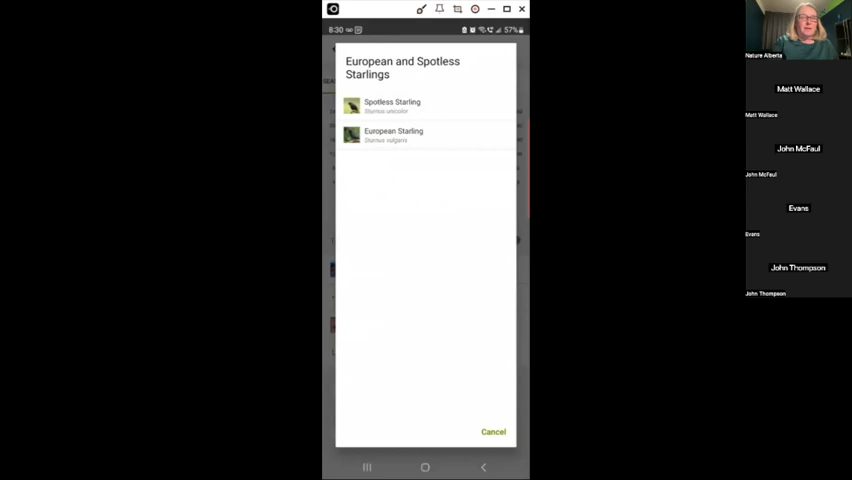 8:30
57%
European and Spotless
Starlings
Spotless Starling
Sturnus unicolor
European Starling
Sturnus vulgaris
Cancel
Nature Alberta
Matt Wallace
Matt Wallace
John McFaul
John McFaul
Evans
Evans
John Thompson
John Thompson